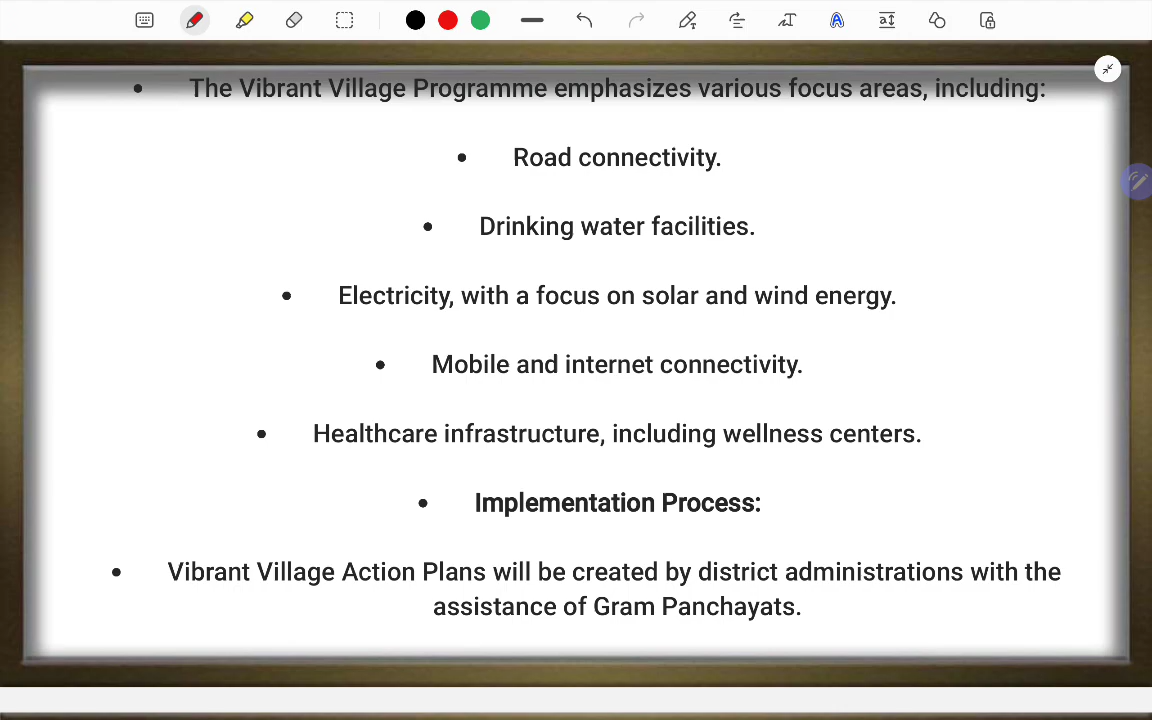 • The Vibrant Village Programme emphasizes various focus areas, including:
• Road connectivity.
• Drinking water facilities.
• Electricity, with a focus on solar and wind energy.
• Mobile and internet connectivity.
• Healthcare infrastructure, including wellness centers.
• Implementation Process:
• Vibrant Village Action Plans will be created by district administrations with the
assistance of Gram Panchayats.